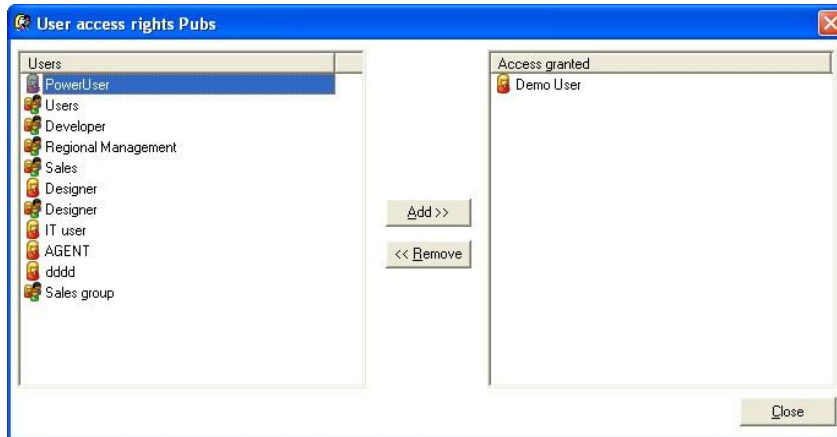 User access rights Pubs
Users
PowerUser
Users
Developer
Regional Management
Sales
Designer
Designer
IT user
AGENT
dddd
Sales group
Add >>
<< Remove
Access granted
Demo User
Close